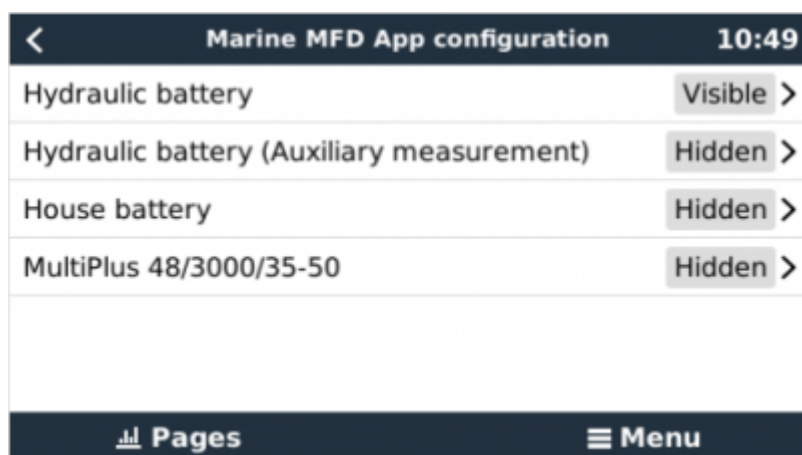 Marine MFD App configuration 10:49
Hydraulic battery Visible
Hydraulic battery (Auxiliary measurement) Hidden
House battery Hidden
MultiPlus 48/3000/35-50 Hidden
Pages Menu